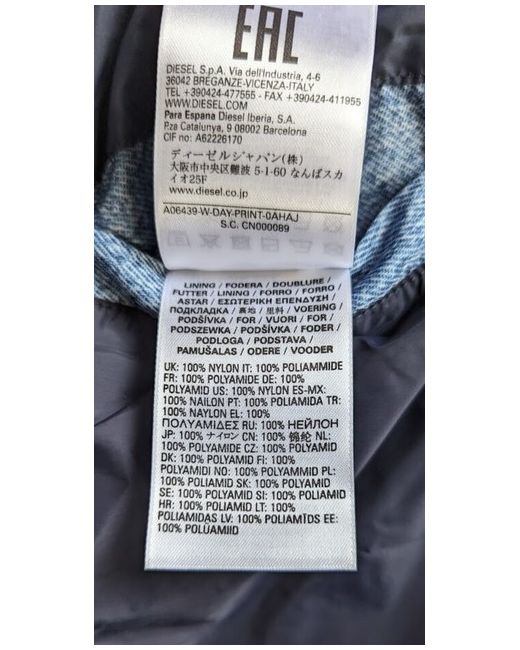 EAC
DIESEL S.p.A. Via dell'Industria, 4-6
36042 BREGANZE-VICENZA-ITALY
TEL +390424-477555 - FAX +390424-411955
WWW.DIESEL.COM
Para Espana Diesel Iberia, S.A.
P.za Catalunya, 9 08002 Barcelona
CIF no: A62226170
ディーゼルジャパン(株)
大阪市中央区難波 5-1-60 なんばスカ
イオ25F
www.diesel.co.jp
A06439-W-DAY-PRINT-0AHAJ
S.C. CN000089
LINING / FODERA / DOUBLURE /
FUTTER / LINING / FORRO / FORRO /
ASTAR / ΕΣΩΤΕΡΙΚΗ ΕΠΕΝΔΥΣΗ /
ПОДКЛАДКА / 裏地 / 里料 / VOERING /
PODŠÍVKA / FOR / VUORI / FOR /
PODSZEWKA / PODŠÍVKA / FODER /
PODLOGA / PODSTAVA /
PAMUŠALAS / ODERE / VOODER
UK: 100% NYLON IT: 100% POLIAMMIDE
FR: 100% POLYAMIDE DE: 100%
POLYAMID US: 100% NYLON ES-MX:
100% NAILON PT: 100% POLIAMIDA TR:
100% NAYLON EL: 100%
ΠΟΛΥΑΜΙΔΕΣ RU: 100% НЕЙЛОН
JP: 100% ナイロン CN: 100% 锦纶 NL:
100% POLYAMIDE CZ: 100% POLYAMID
DK: 100% POLYAMID FI: 100%
POLYAMIDI NO: 100% POLYAMMID PL:
100% POLIAMID SK: 100% POLYAMID
SE: 100% POLYAMID SI: 100% POLIAMID
HR: 100% POLIAMID LT: 100%
POLIAMIDAS LV: 100% POLIAMĪDS EE:
100% POLÜAMIID